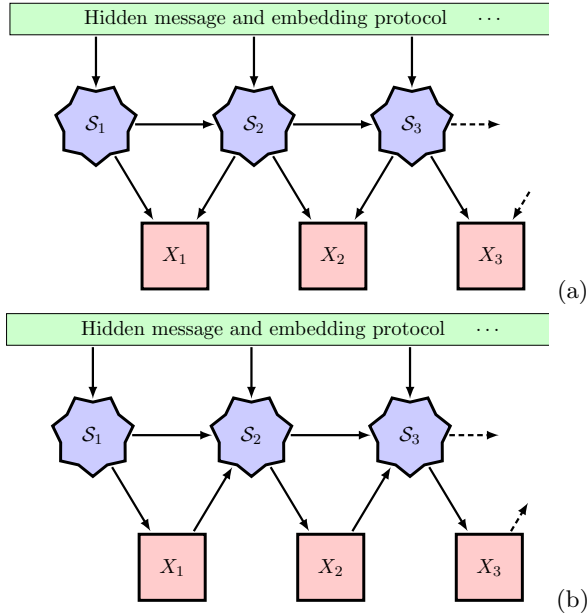 Hidden message and embedding protocol ⋯
𝒮₁ 𝒮₂ 𝒮₃
X₁ X₂ X₃
(a)
Hidden message and embedding protocol ⋯
𝒮₁ 𝒮₂ 𝒮₃
X₁ X₂ X₃
(b)